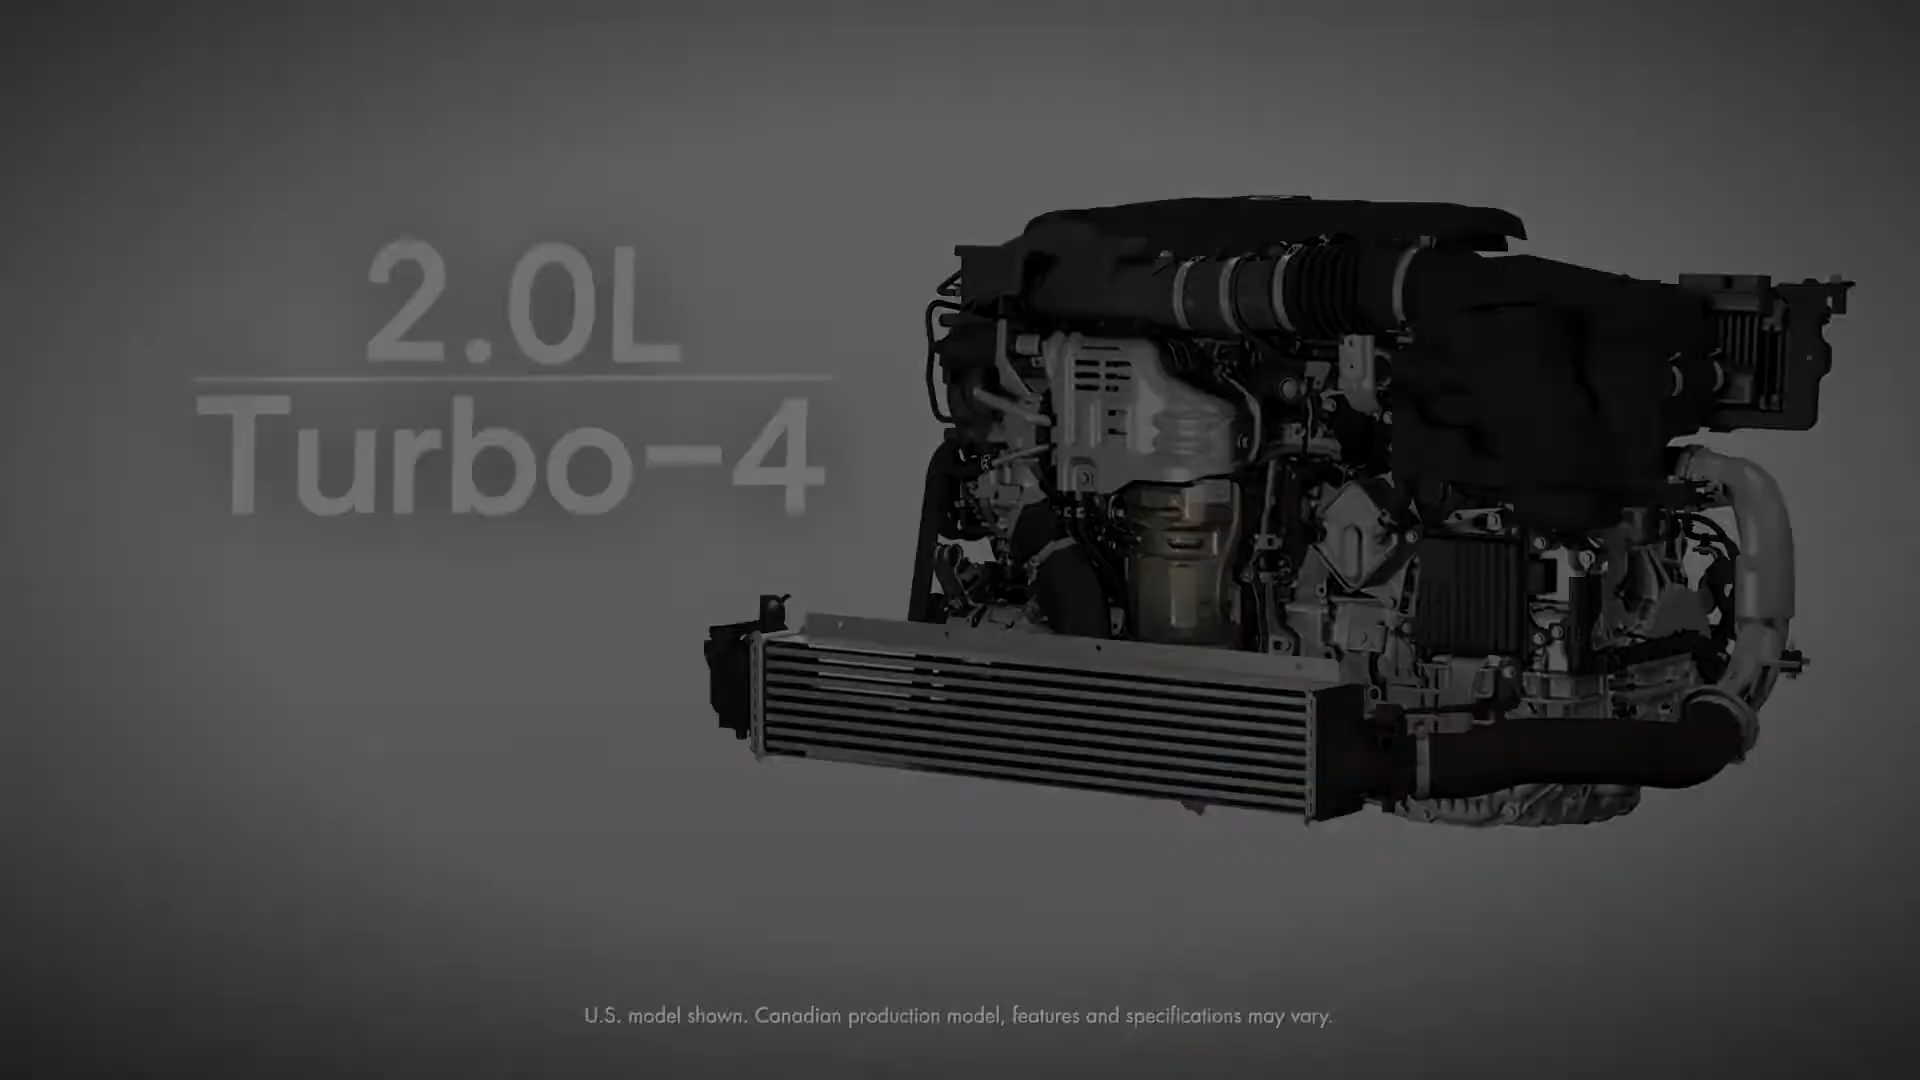 2.0L
Turbo-4
U.S. model shown. Canadian production model, features and specifications may vary.